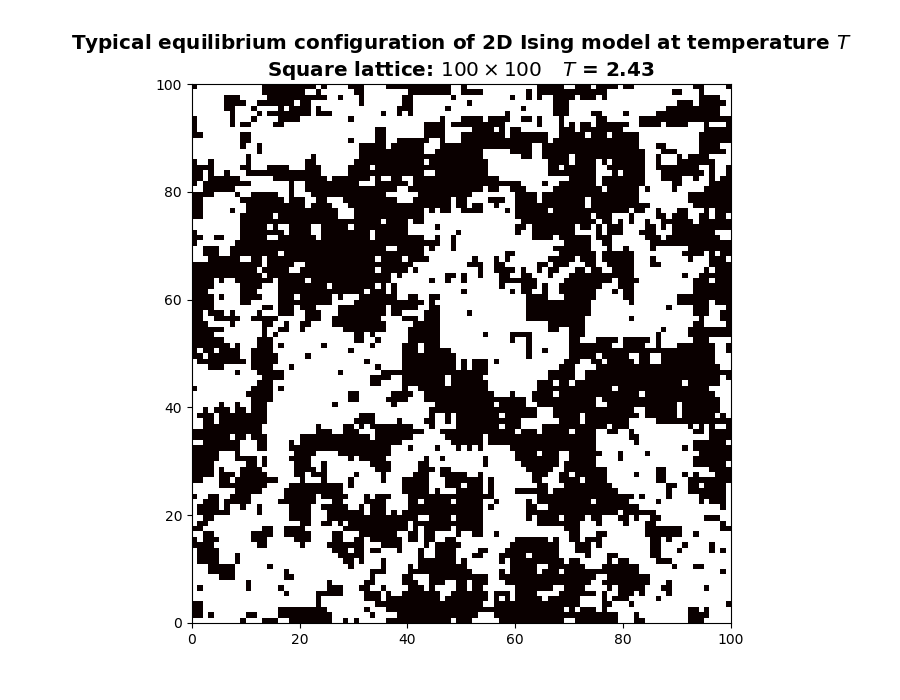 Typical equilibrium configuration of 2D Ising model at temperature T
Square lattice: 100 × 100 T = 2.43
100
80
60
40
20
0
0 20 40 60 80 100